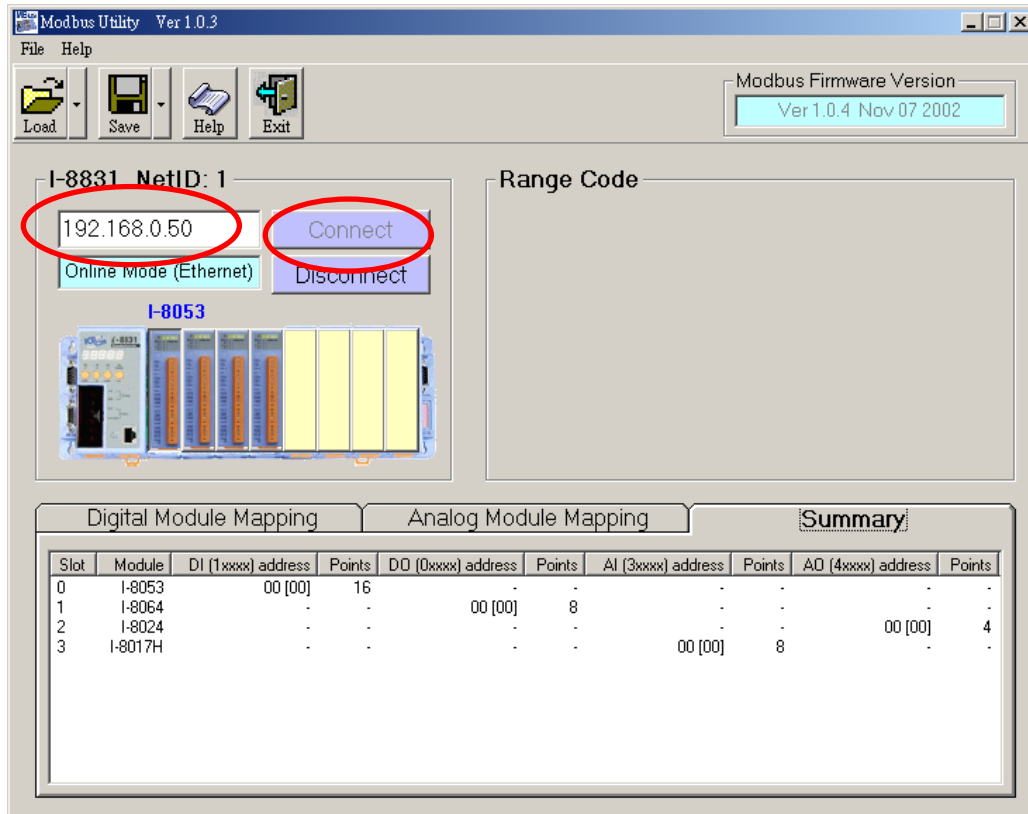 Modbus Utility Ver 1.0.3
File Help
Load Save Help Exit
Modbus Firmware Version
Ver 1.0.4 Nov 07 2002
I-8831 NetID: 1
Range Code
192.168.0.50 Connect
Online Mode (Ethernet) Disconnect
I-8053
i-8831
Digital Module Mapping Analog Module Mapping Summary
Slot Module DI (1xxxx) address Points DO (0xxxx) address Points AI (3xxxx) address Points AO (4xxxx) address Points
0 I-8053 00 [00] 16 - - - - - -
1 I-8064 - - 00 [00] 8 - - - -
2 I-8024 - - - - - - 00 [00] 4
3 I-8017H - - - - 00 [00] 8 - -